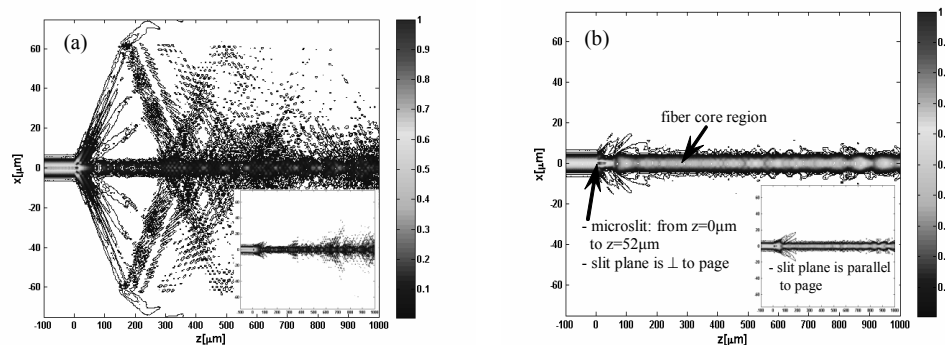 (a)
60
40
20
0
-20
-40
-60
x[μm]
-100 0 100 200 300 400 500 600 700 800 900 1000
z[μm]
1
0.9
0.8
0.7
0.6
0.5
0.4
0.3
0.2
0.1
(b)
60
40
20
0
-20
-40
-60
x[μm]
fiber core region
- microslit: from z=0μm
to z=52μm
- slit plane is ⊥ to page
- slit plane is parallel
to page
-100 0 100 200 300 400 500 600 700 800 900 1000
z[μm]
1